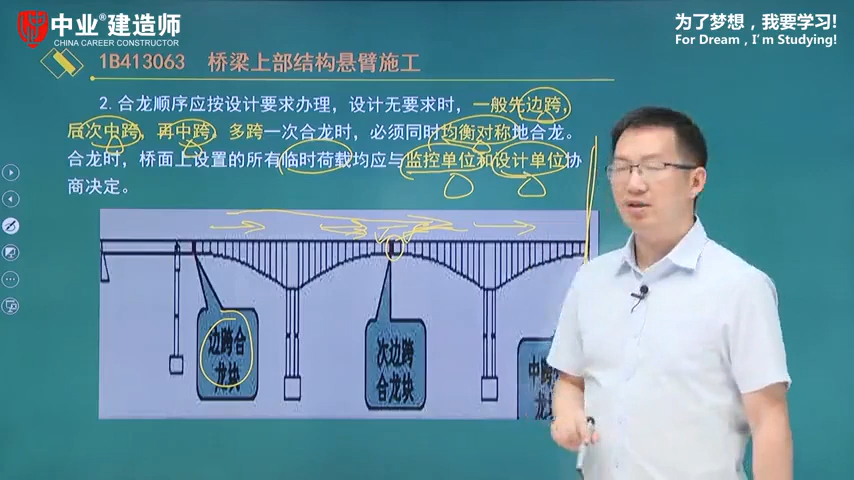 中业®建造师
CHINA CAREER CONSTRUCTOR
为了梦想，我要学习!
For Dream , I'm Studying!
1B413063 桥梁上部结构悬臂施工
2. 合龙顺序应按设计要求办理，设计无要求时，一般先边跨，
后次中跨，再中跨，多跨一次合龙时，必须同时均衡对称地合龙。
合龙时，桥面上设置的所有临时荷载均应与监控单位和设计单位协
商决定。
边跨合
龙块
次边跨
合龙块
中跨
龙